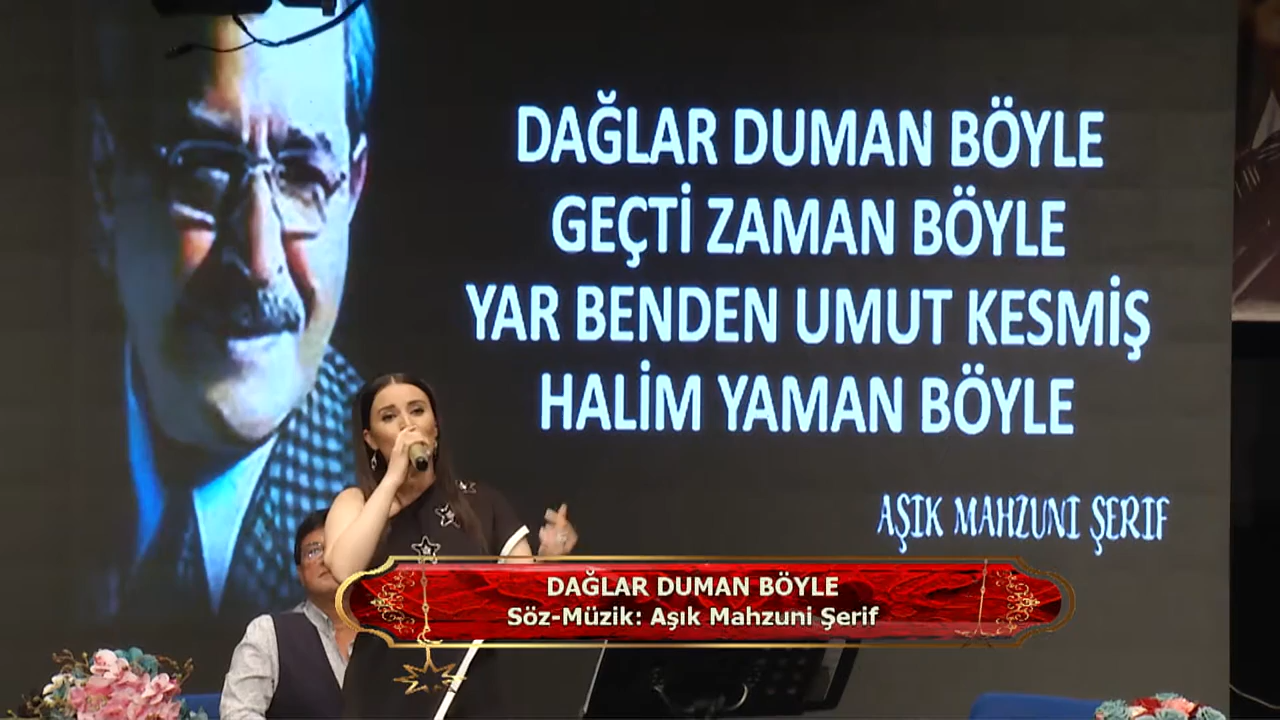 DAĞLAR DUMAN BÖYLE
GEÇTİ ZAMAN BÖYLE
YAR BENDEN UMUT KESMİŞ
HALİM YAMAN BÖYLE
AŞIK MAHZUNI ŞERIF
DAĞLAR DUMAN BÖYLE
Söz-Müzik: Aşık Mahzuni Şerif